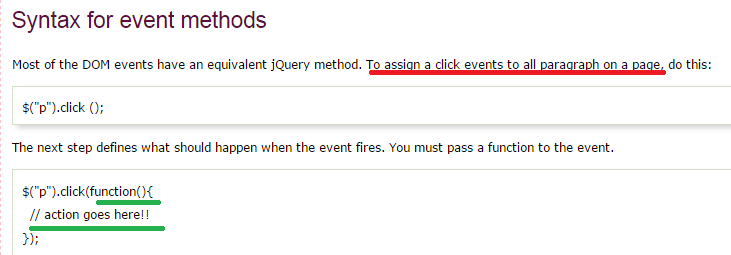 Syntax for event methods
Most of the DOM events have an equivalent jQuery method. To assign a click events to all paragraph on a page, do this:
$("p").click ();
The next step defines what should happen when the event fires. You must pass a function to the event.
$("p").click(function(){
// action goes here!!
});